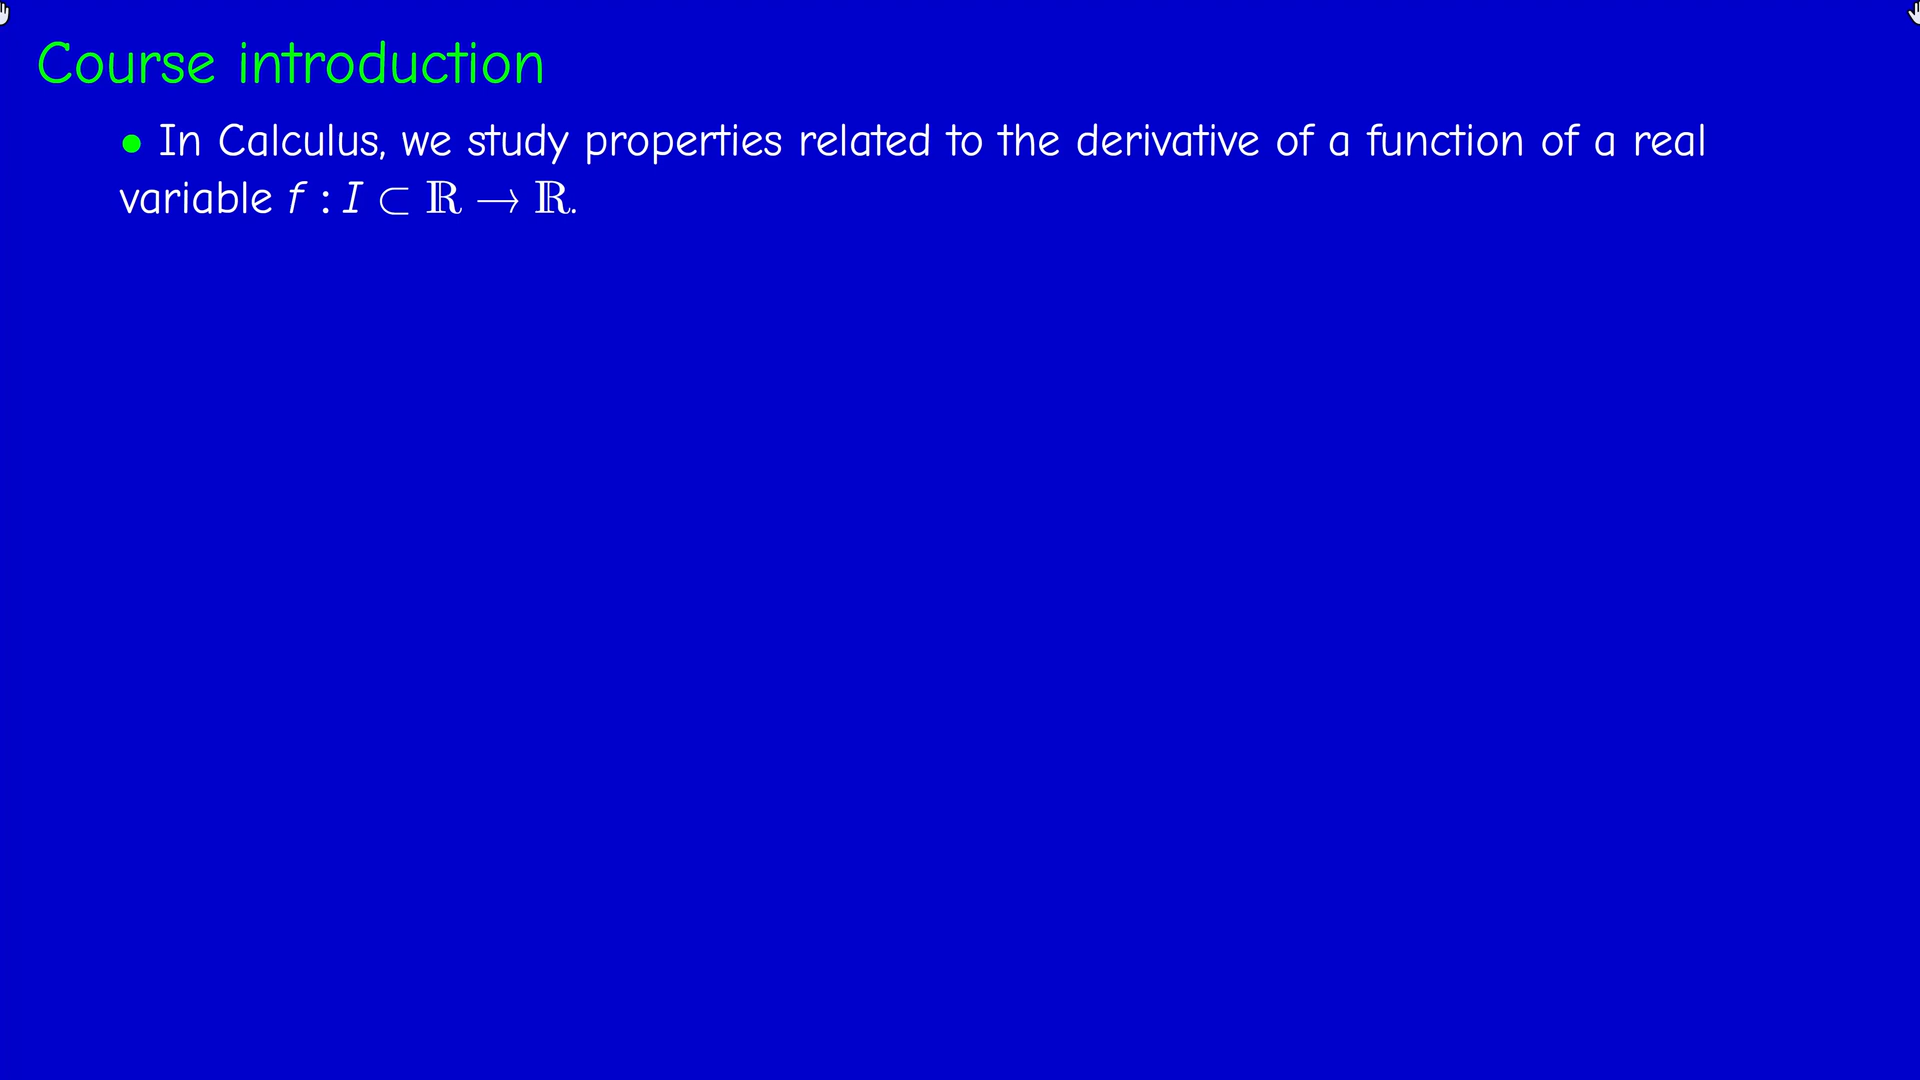 Course introduction
• In Calculus, we study properties related to the derivative of a function of a real
variable f : I ⊂ ℝ → ℝ.